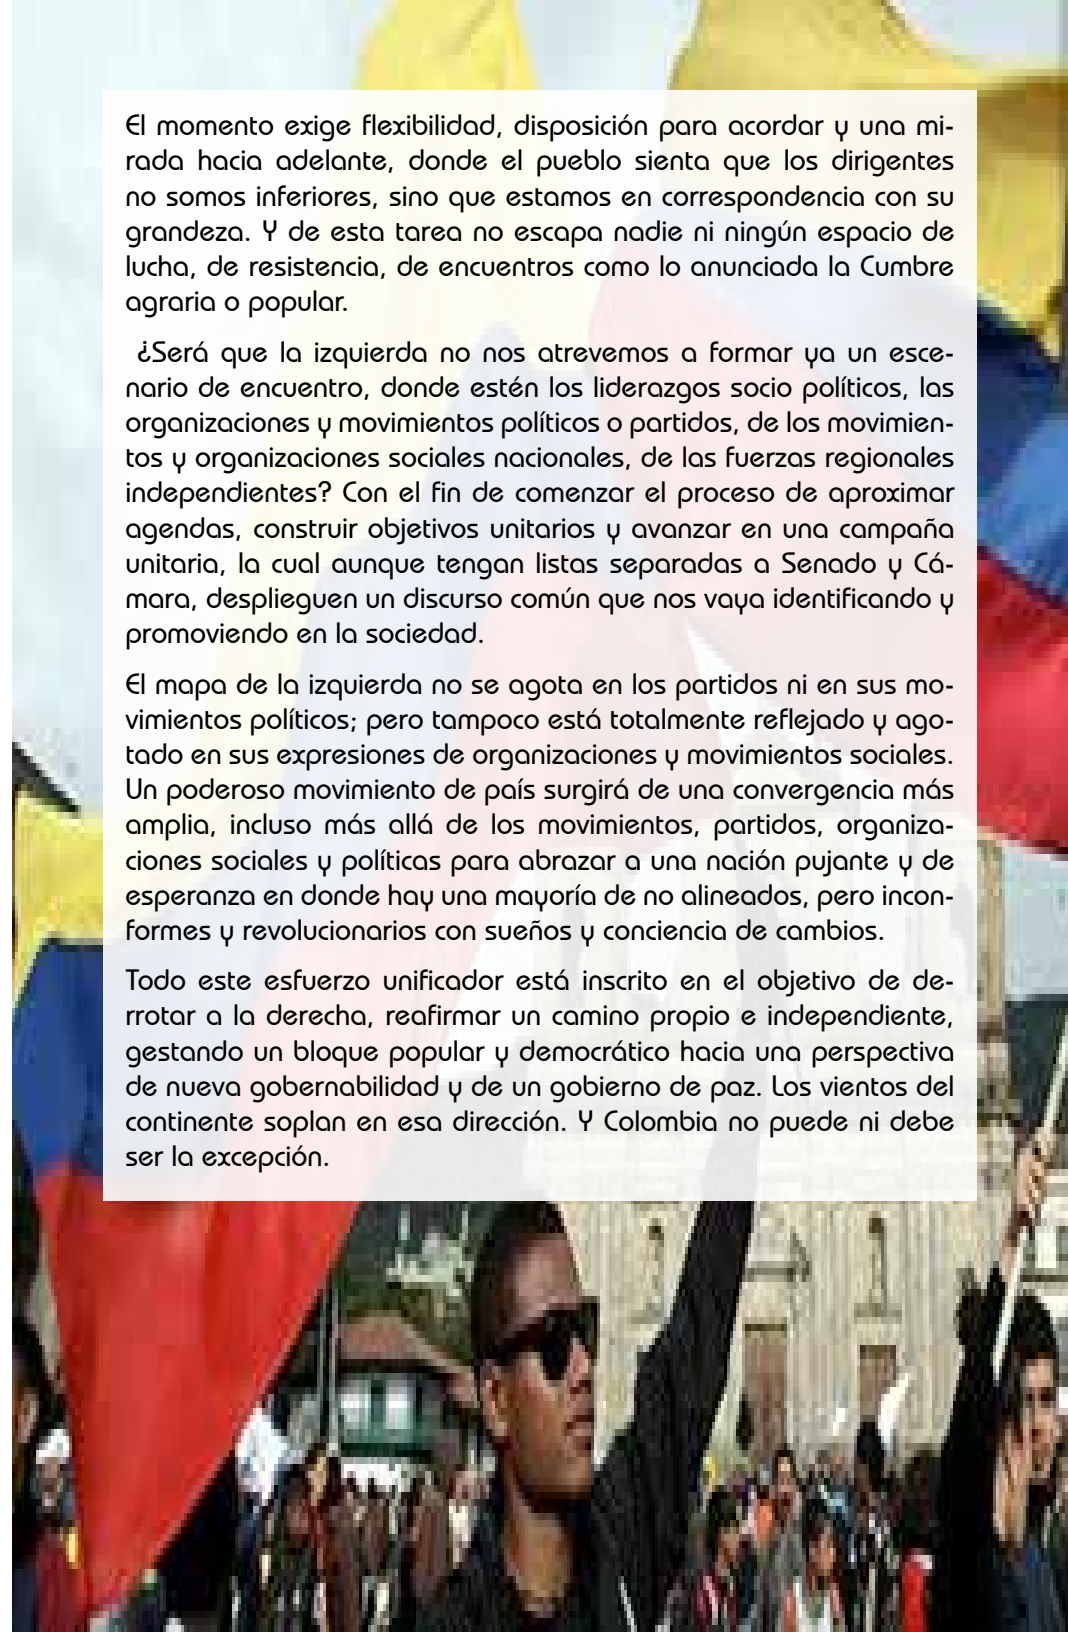 El momento exige flexibilidad, disposición para acordar y una mi-
rada hacia adelante, donde el pueblo sienta que los dirigentes
no somos inferiores, sino que estamos en correspondencia con su
grandeza. Y de esta tarea no escapa nadie ni ningún espacio de
lucha, de resistencia, de encuentros como lo anunciada la Cumbre
agraria o popular.
¿Será que la izquierda no nos atrevemos a formar ya un esce-
nario de encuentro, donde estén los liderazgos socio políticos, las
organizaciones y movimientos políticos o partidos, de los movimien-
tos y organizaciones sociales nacionales, de las fuerzas regionales
independientes? Con el fin de comenzar el proceso de aproximar
agendas, construir objetivos unitarios y avanzar en una campaña
unitaria, la cual aunque tengan listas separadas a Senado y Cá-
mara, desplieguen un discurso común que nos vaya identificando y
promoviendo en la sociedad.
El mapa de la izquierda no se agota en los partidos ni en sus mo-
vimientos políticos; pero tampoco está totalmente reflejado y ago-
tado en sus expresiones de organizaciones y movimientos sociales.
Un poderoso movimiento de país surgirá de una convergencia más
amplia, incluso más allá de los movimientos, partidos, organiza-
ciones sociales y políticas para abrazar a una nación pujante y de
esperanza en donde hay una mayoría de no alineados, pero incon-
formes y revolucionarios con sueños y conciencia de cambios.
Todo este esfuerzo unificador está inscrito en el objetivo de de-
rrotar a la derecha, reafirmar un camino propio e independiente,
gestando un bloque popular y democrático hacia una perspectiva
de nueva gobernabilidad y de un gobierno de paz. Los vientos del
continente soplan en esa dirección. Y Colombia no puede ni debe
ser la excepción.